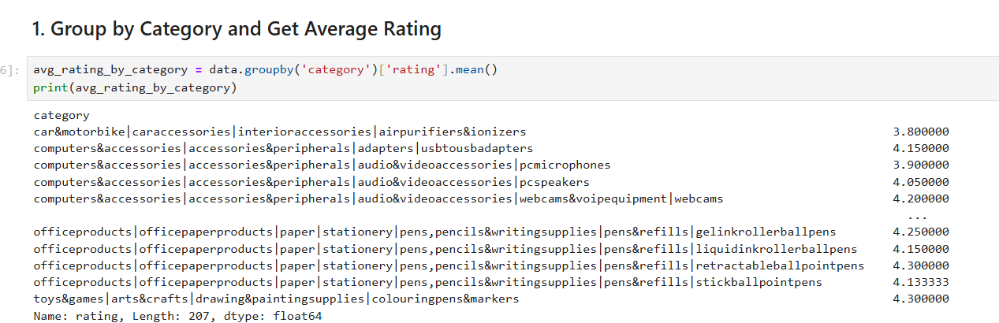 1. Group by Category and Get Average Rating
6]: avg_rating_by_category = data.groupby('category')['rating'].mean()
print(avg_rating_by_category)
category
car&motorbike|caraccessories|interioraccessories|airpurifiers&ionizers 3.800000
computers&accessories|accessories&peripherals|adapters|usbtousbadapters 4.150000
computers&accessories|accessories&peripherals|audio&videoaccessories|pcmicrophones 3.900000
computers&accessories|accessories&peripherals|audio&videoaccessories|pcspeakers 4.050000
computers&accessories|accessories&peripherals|audio&videoaccessories|webcams&voipequipment|webcams 4.200000
...
officeproducts|officepaperproducts|paper|stationery|pens,pencils&writingsupplies|pens&refills|gelinkrollerballpens 4.250000
officeproducts|officepaperproducts|paper|stationery|pens,pencils&writingsupplies|pens&refills|liquidinkrollerballpens 4.150000
officeproducts|officepaperproducts|paper|stationery|pens,pencils&writingsupplies|pens&refills|retractableballpointpens 4.300000
officeproducts|officepaperproducts|paper|stationery|pens,pencils&writingsupplies|pens&refills|stickballpointpens 4.133333
toys&games|arts&crafts|drawing&paintingsupplies|colouringpens&markers 4.300000
Name: rating, Length: 207, dtype: float64